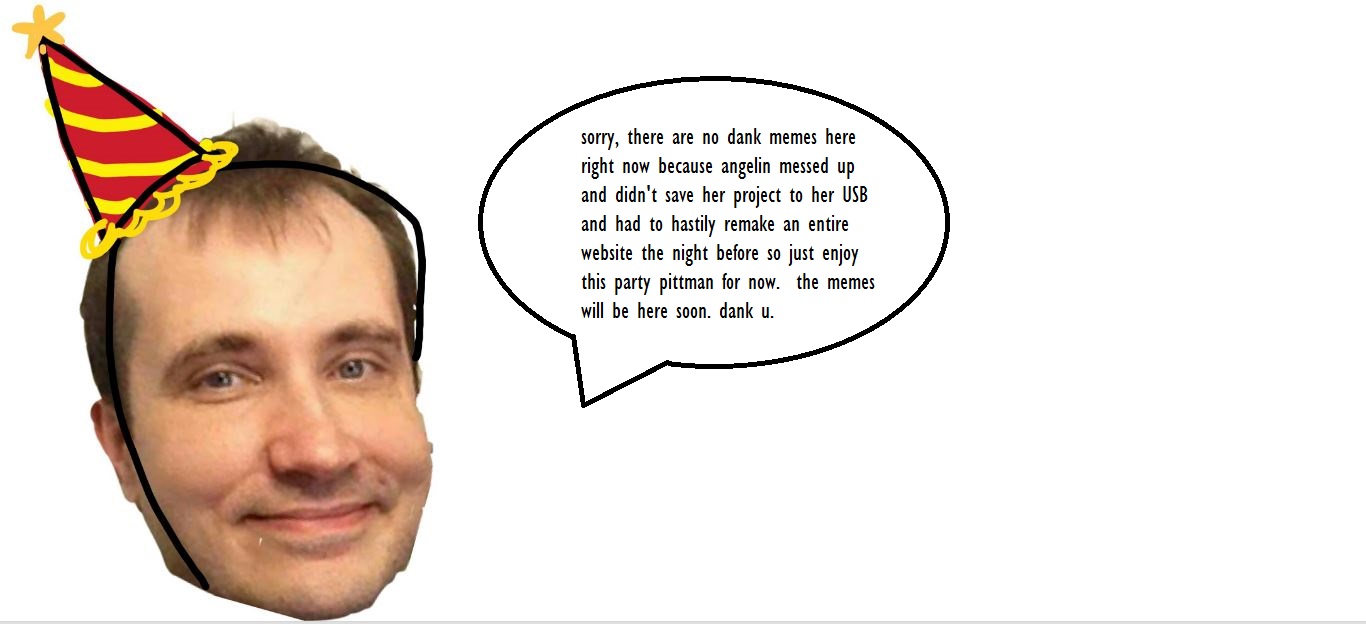 sorry, there are no dank memes here
right now because angelin messed up
and didn't save her project to her USB
and had to hastily remake an entire
website the night before so just enjoy
this party pittman for now.  the memes
will be here soon. dank u.